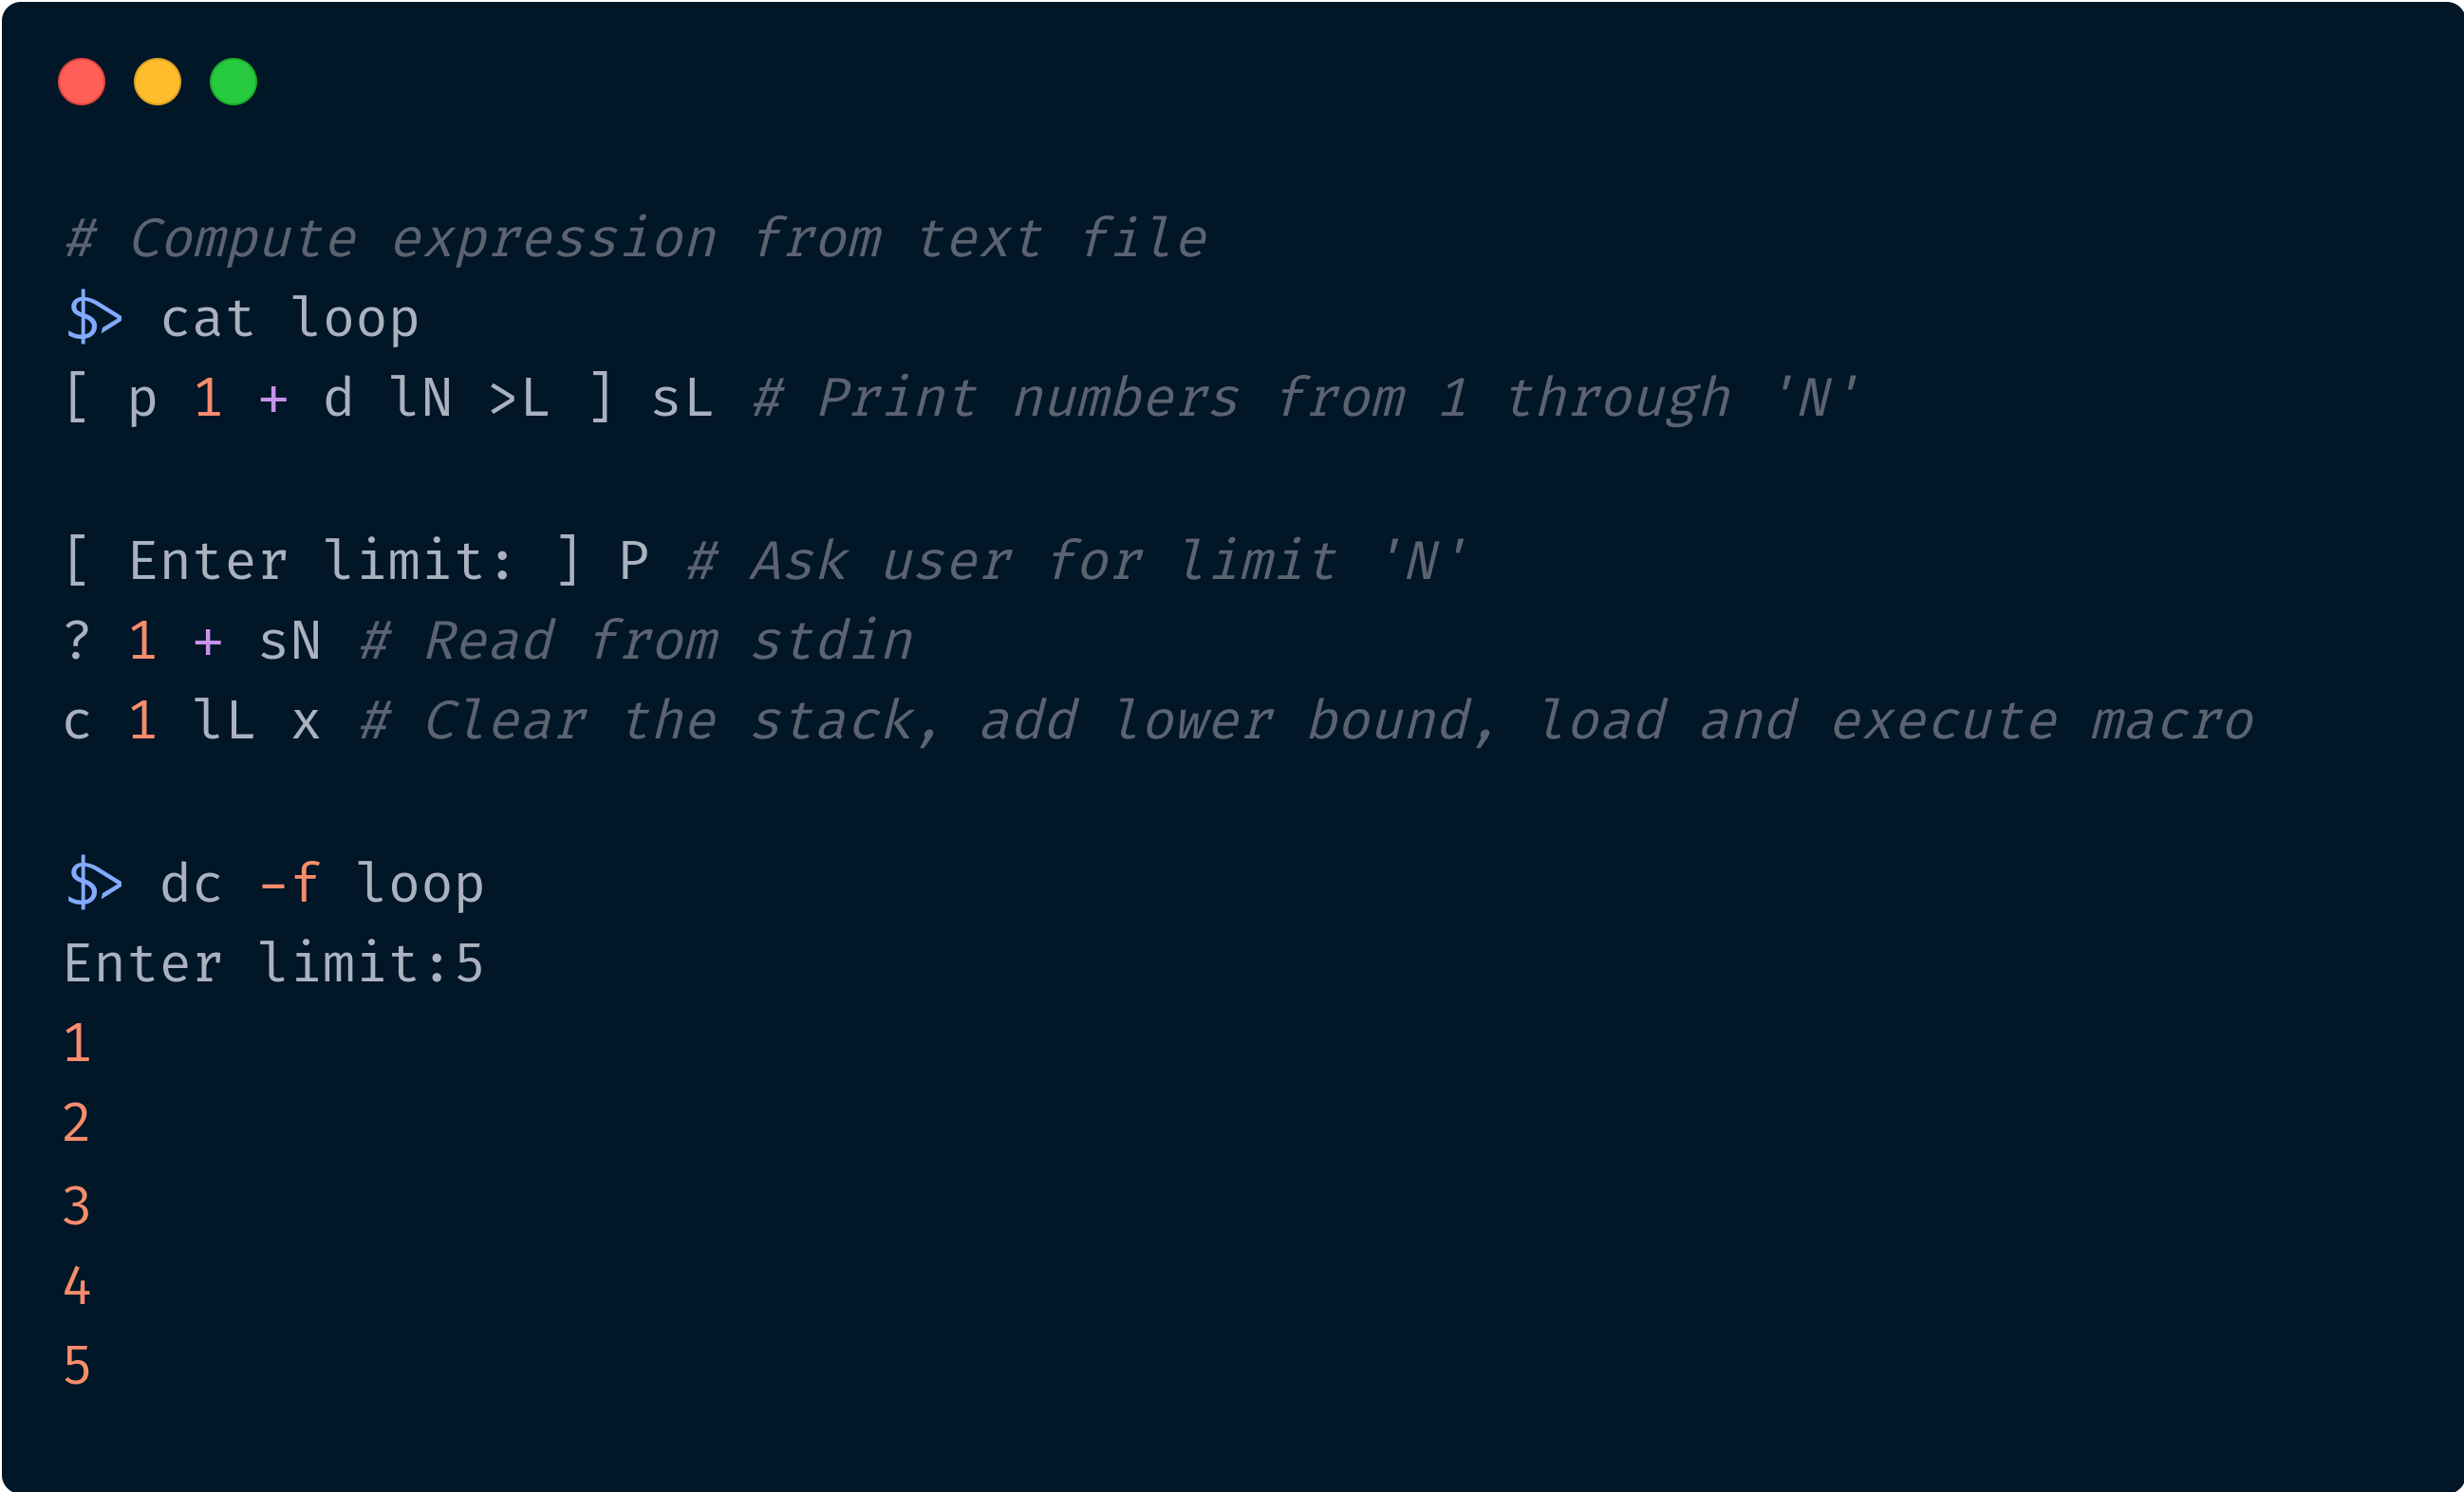 # Compute expression from text file
$> cat loop
[ p 1 + d lN >L ] sL # Print numbers from 1 through 'N'
[ Enter limit: ] P # Ask user for limit 'N'
? 1 + sN # Read from stdin
c 1 lL x # Clear the stack, add lower bound, load and execute macro
$> dc -f loop
Enter limit:5
1
2
3
4
5